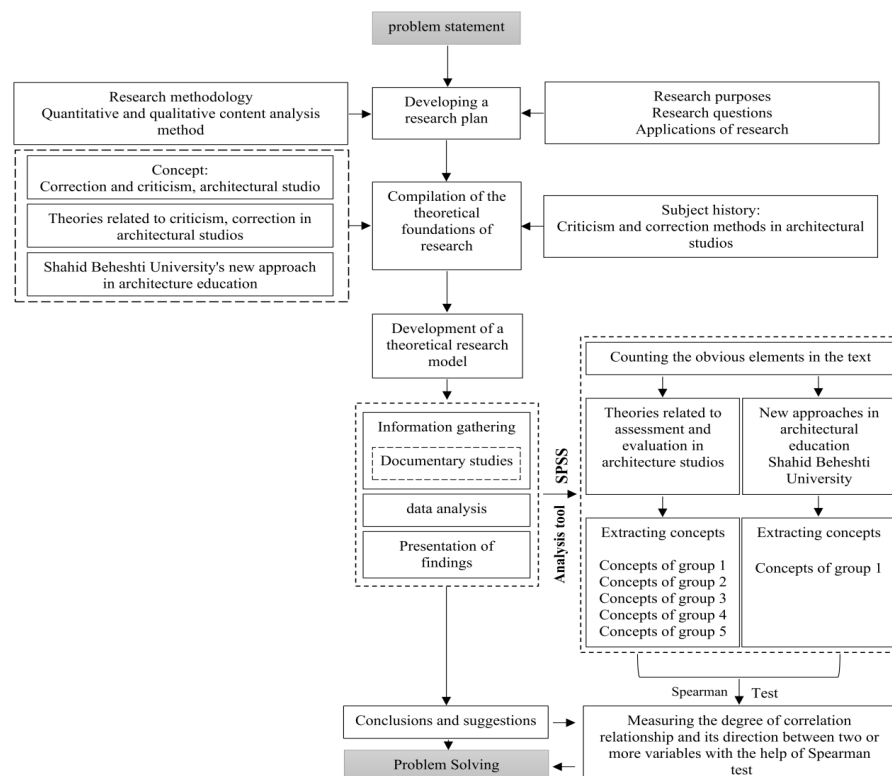 problem statement
Research methodology
Quantitative and qualitative content analysis
method
Developing a
research plan
Research purposes
Research questions
Applications of research
Concept:
Correction and criticism, architectural studio
Theories related to criticism, correction in
architectural studios
Shahid Beheshti University's new approach
in architecture education
Compilation of the
theoretical
foundations of
research
Subject history:
Criticism and correction methods in architectural
studios
Development of a
theoretical research
model
Information gathering
Documentary studies
data analysis
Presentation of
findings
Analysis tool SPSS
Counting the obvious elements in the text
Theories related to
assessment and
evaluation in
architecture studios
New approaches in
architectural
education
Shahid Beheshti
University
Extracting concepts
Concepts of group 1
Concepts of group 2
Concepts of group 3
Concepts of group 4
Concepts of group 5
Extracting concepts
Concepts of group 1
Spearman Test
Conclusions and suggestions
Measuring the degree of correlation
relationship and its direction between two or
more variables with the help of Spearman
test
Problem Solving